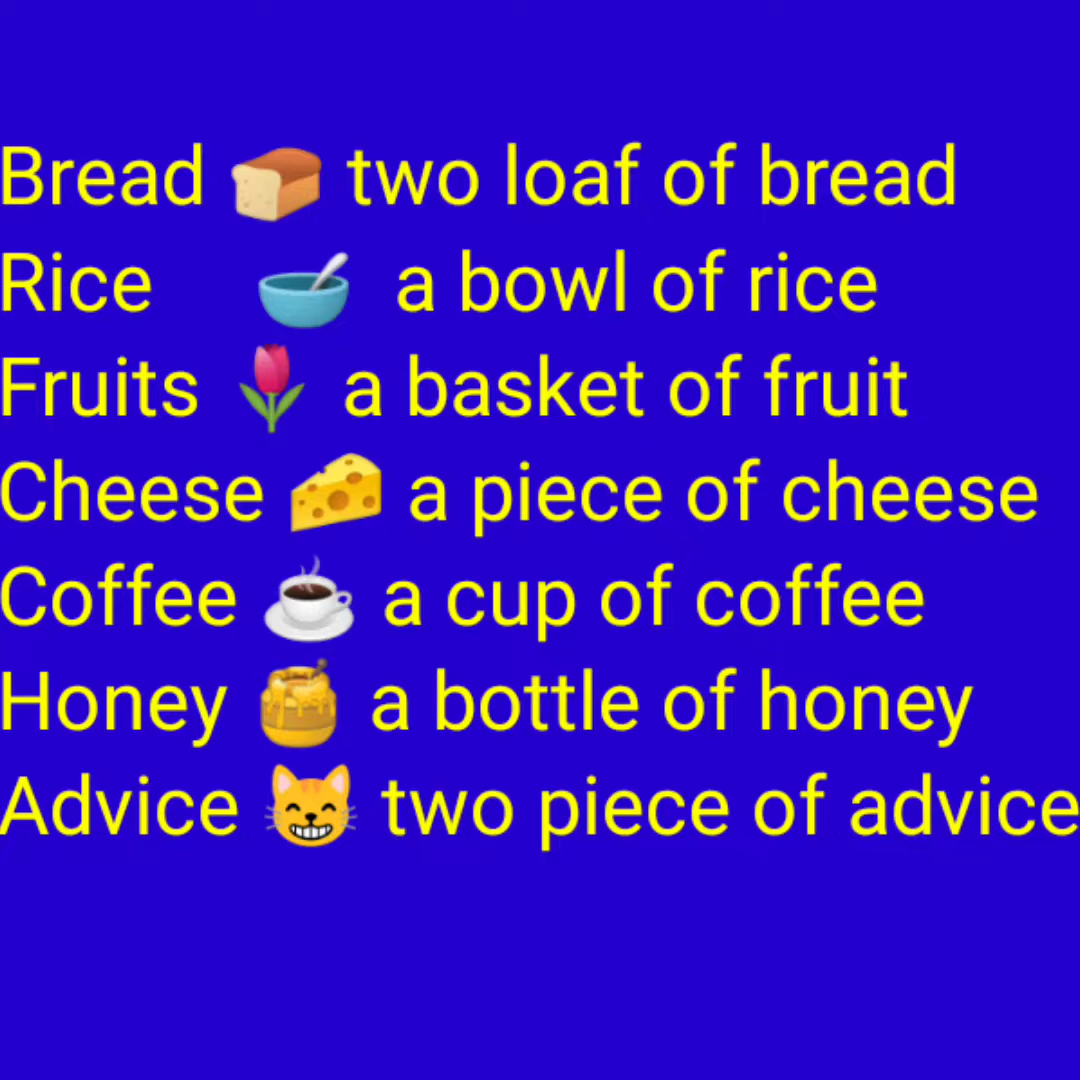 Bread 🍞 two loaf of bread
Rice 🥣 a bowl of rice
Fruits 🌷 a basket of fruit
Cheese 🧀 a piece of cheese
Coffee ☕ a cup of coffee
Honey 🍯 a bottle of honey
Advice 😸 two piece of advice